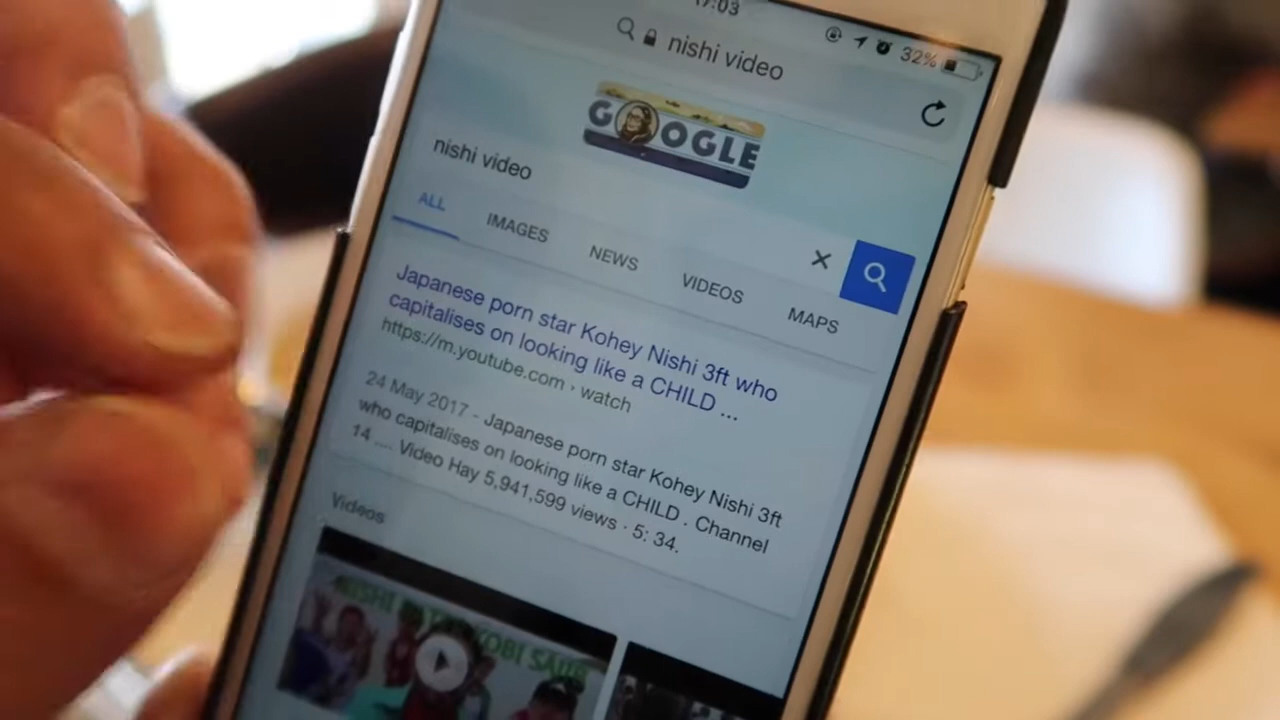 17:03
32%
nishi video
GOOGLE
nishi video
ALL IMAGES NEWS VIDEOS MAPS
Japanese porn star Kohey Nishi 3ft who
capitalises on looking like a CHILD ...
https://m.youtube.com › watch
24 May 2017 - Japanese porn star Kohey Nishi 3ft
who capitalises on looking like a CHILD . Channel
14 .... Video Hay 5,941,599 views · 5: 34.
Videos